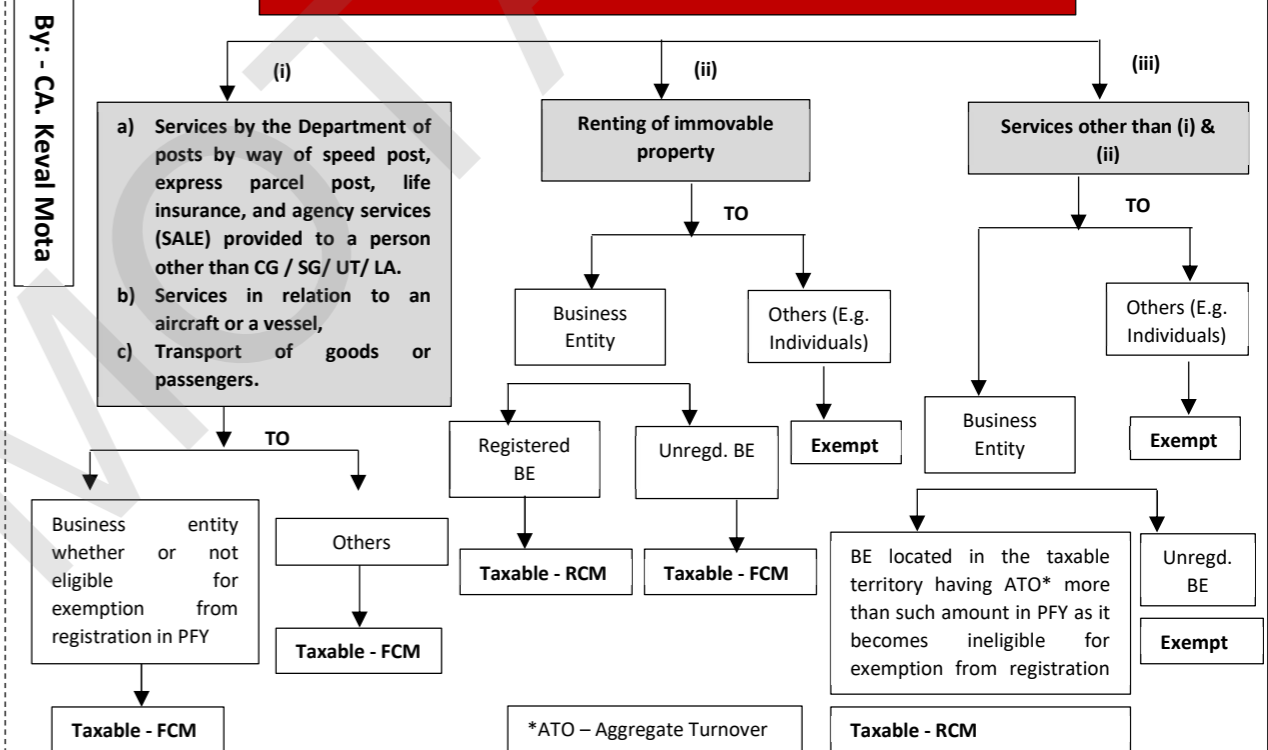 By: - CA. Keval Mota
(i)
a) Services by the Department of
posts by way of speed post,
express parcel post, life
insurance, and agency services
(SALE) provided to a person
other than CG / SG/ UT/ LA.
b) Services in relation to an
aircraft or a vessel,
c) Transport of goods or
passengers.
TO
Business entity
whether or not
eligible for
exemption from
registration in PFY
Taxable - FCM
Others
Taxable - FCM
(ii)
Renting of immovable
property
TO
Business
Entity
Others (E.g.
Individuals)
Registered
BE
Unregd. BE
Exempt
Taxable - RCM
Taxable - FCM
(iii)
Services other than (i) &
(ii)
TO
Others (E.g.
Individuals)
Business
Entity
Exempt
BE located in the taxable
territory having ATO* more
than such amount in PFY as it
becomes ineligible for
exemption from registration
Unregd.
BE
Exempt
Taxable - RCM
*ATO – Aggregate Turnover
MOTA